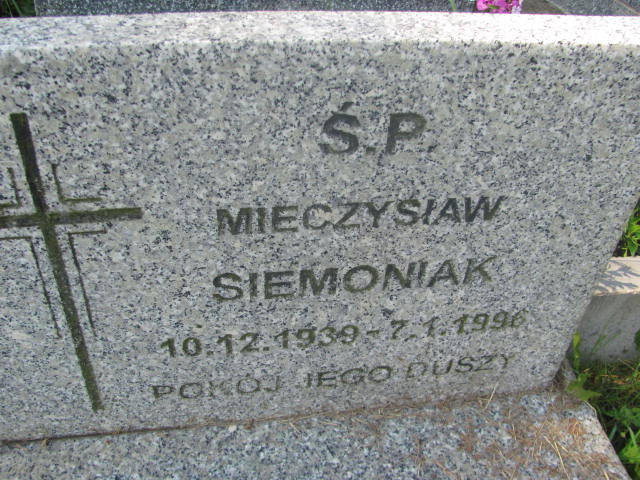 Ś.P.
MIECZYSŁAW
SIEMONIAK
10.12.1939-7.1.1996
POKÓJ JEGO DUSZY